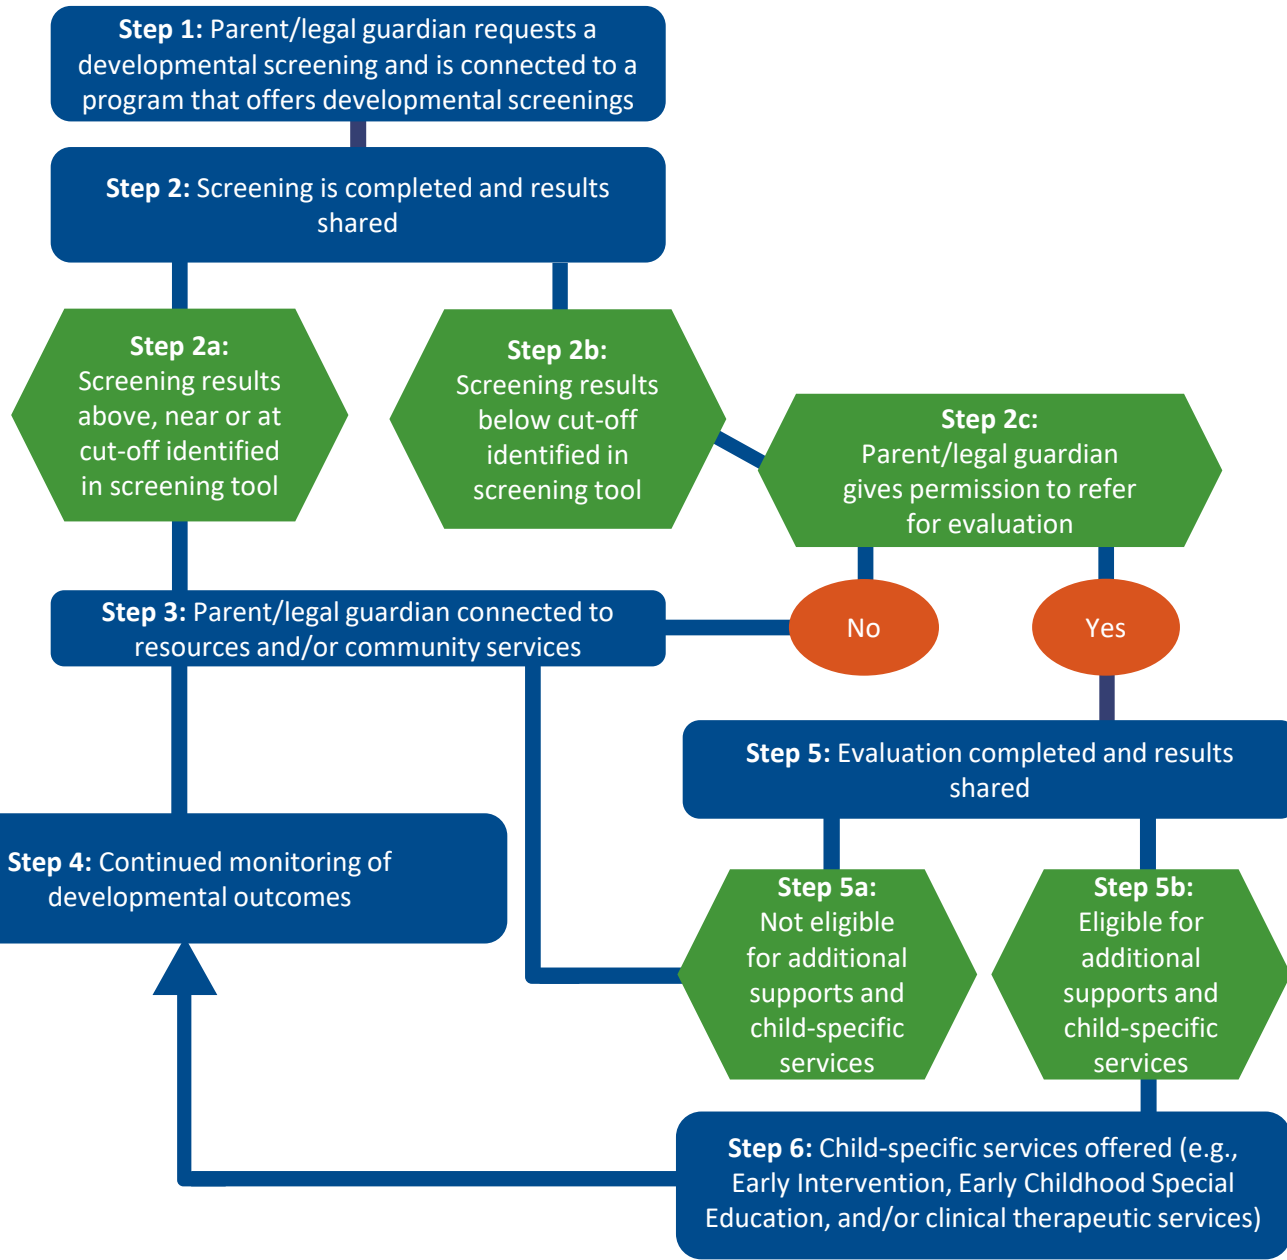 Step 1: Parent/legal guardian requests a
developmental screening and is connected to a
program that offers developmental screenings
Step 2: Screening is completed and results
shared
Step 2a:
Screening results
above, near or at
cut-off identified
in screening tool
Step 2b:
Screening results
below cut-off
identified in
screening tool
Step 2c:
Parent/legal guardian
gives permission to refer
for evaluation
Step 3: Parent/legal guardian connected to
resources and/or community services
No
Yes
Step 5: Evaluation completed and results
shared
Step 4: Continued monitoring of
developmental outcomes
Step 5a:
Not eligible
for additional
supports and
child-specific
services
Step 5b:
Eligible for
additional
supports and
child-specific
services
Step 6: Child-specific services offered (e.g.,
Early Intervention, Early Childhood Special
Education, and/or clinical therapeutic services)